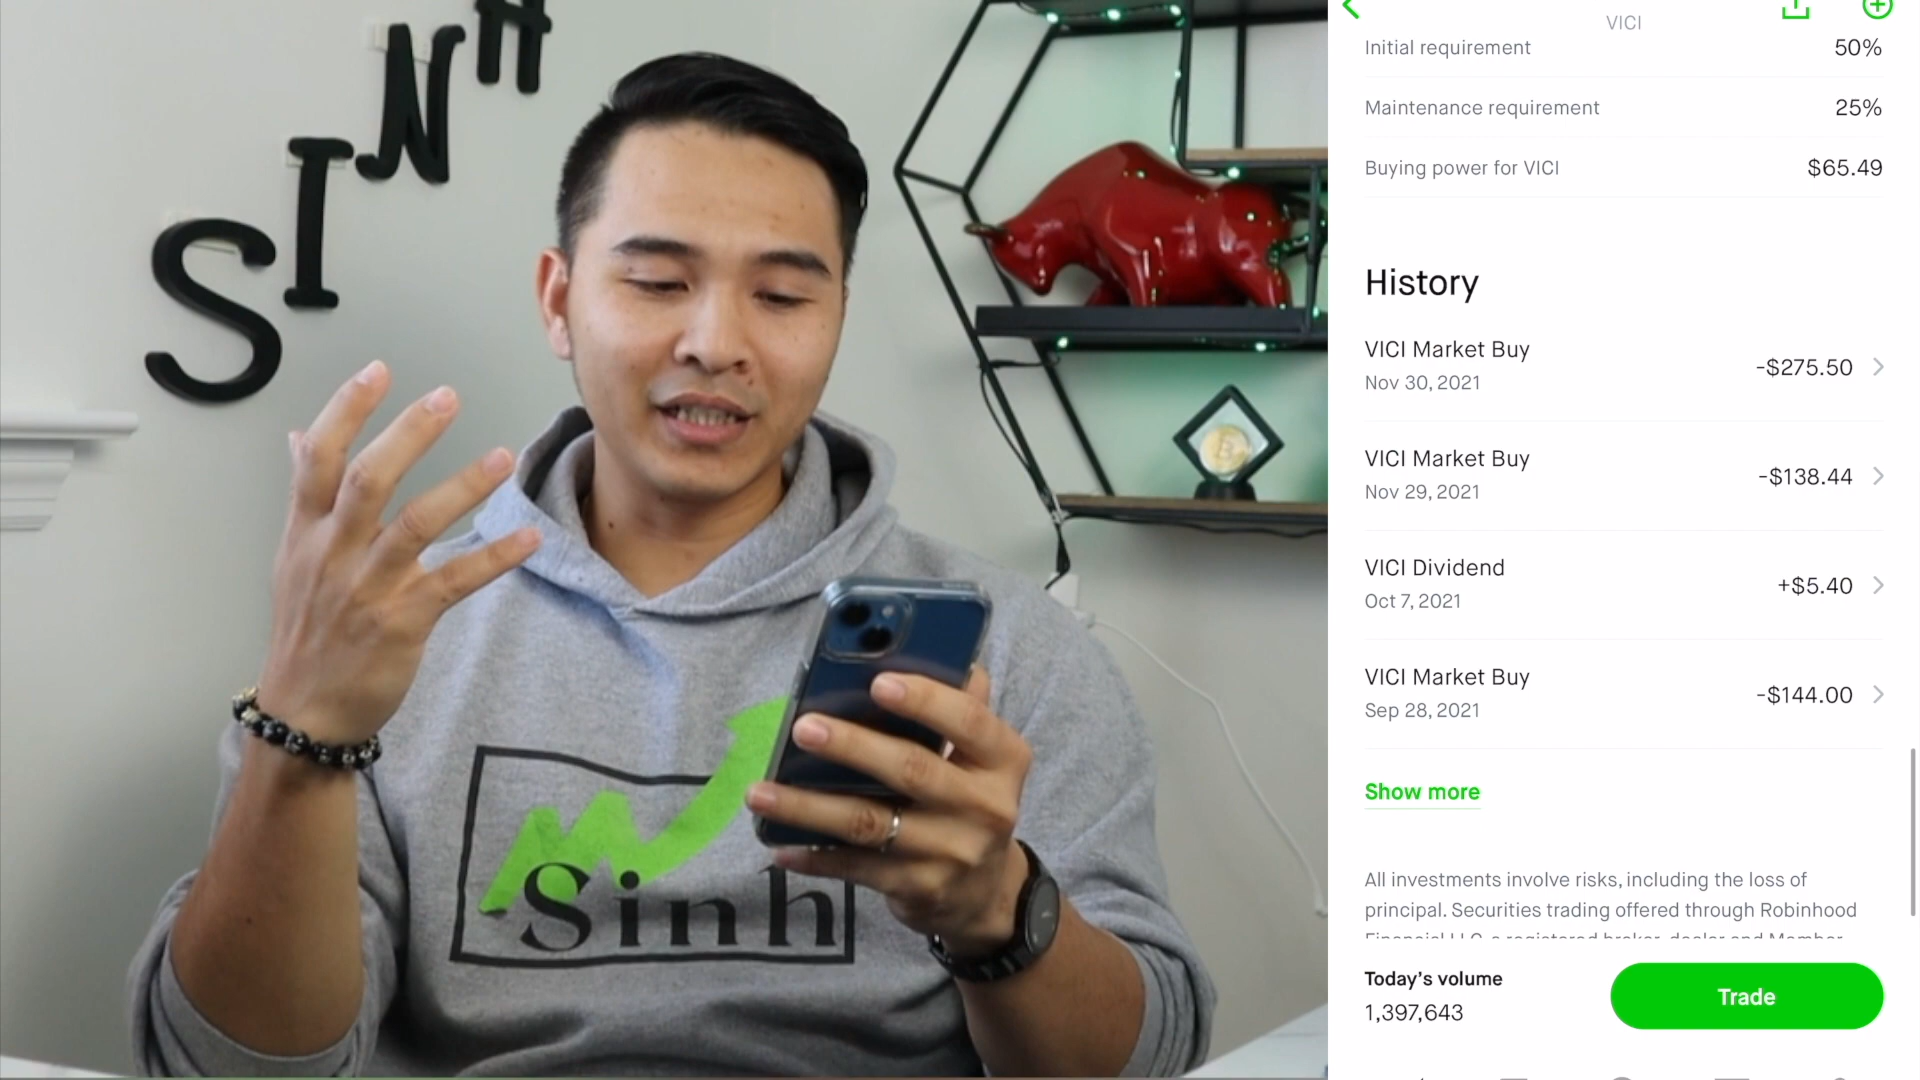 SINH
Sinh
VICI
Initial requirement 50%
Maintenance requirement 25%
Buying power for VICI $65.49
History
VICI Market Buy
Nov 30, 2021
-$275.50
VICI Market Buy
Nov 29, 2021
-$138.44
VICI Dividend
Oct 7, 2021
+$5.40
VICI Market Buy
Sep 28, 2021
-$144.00
Show more
All investments involve risks, including the loss of
principal. Securities trading offered through Robinhood
Today's volume
1,397,643
Trade